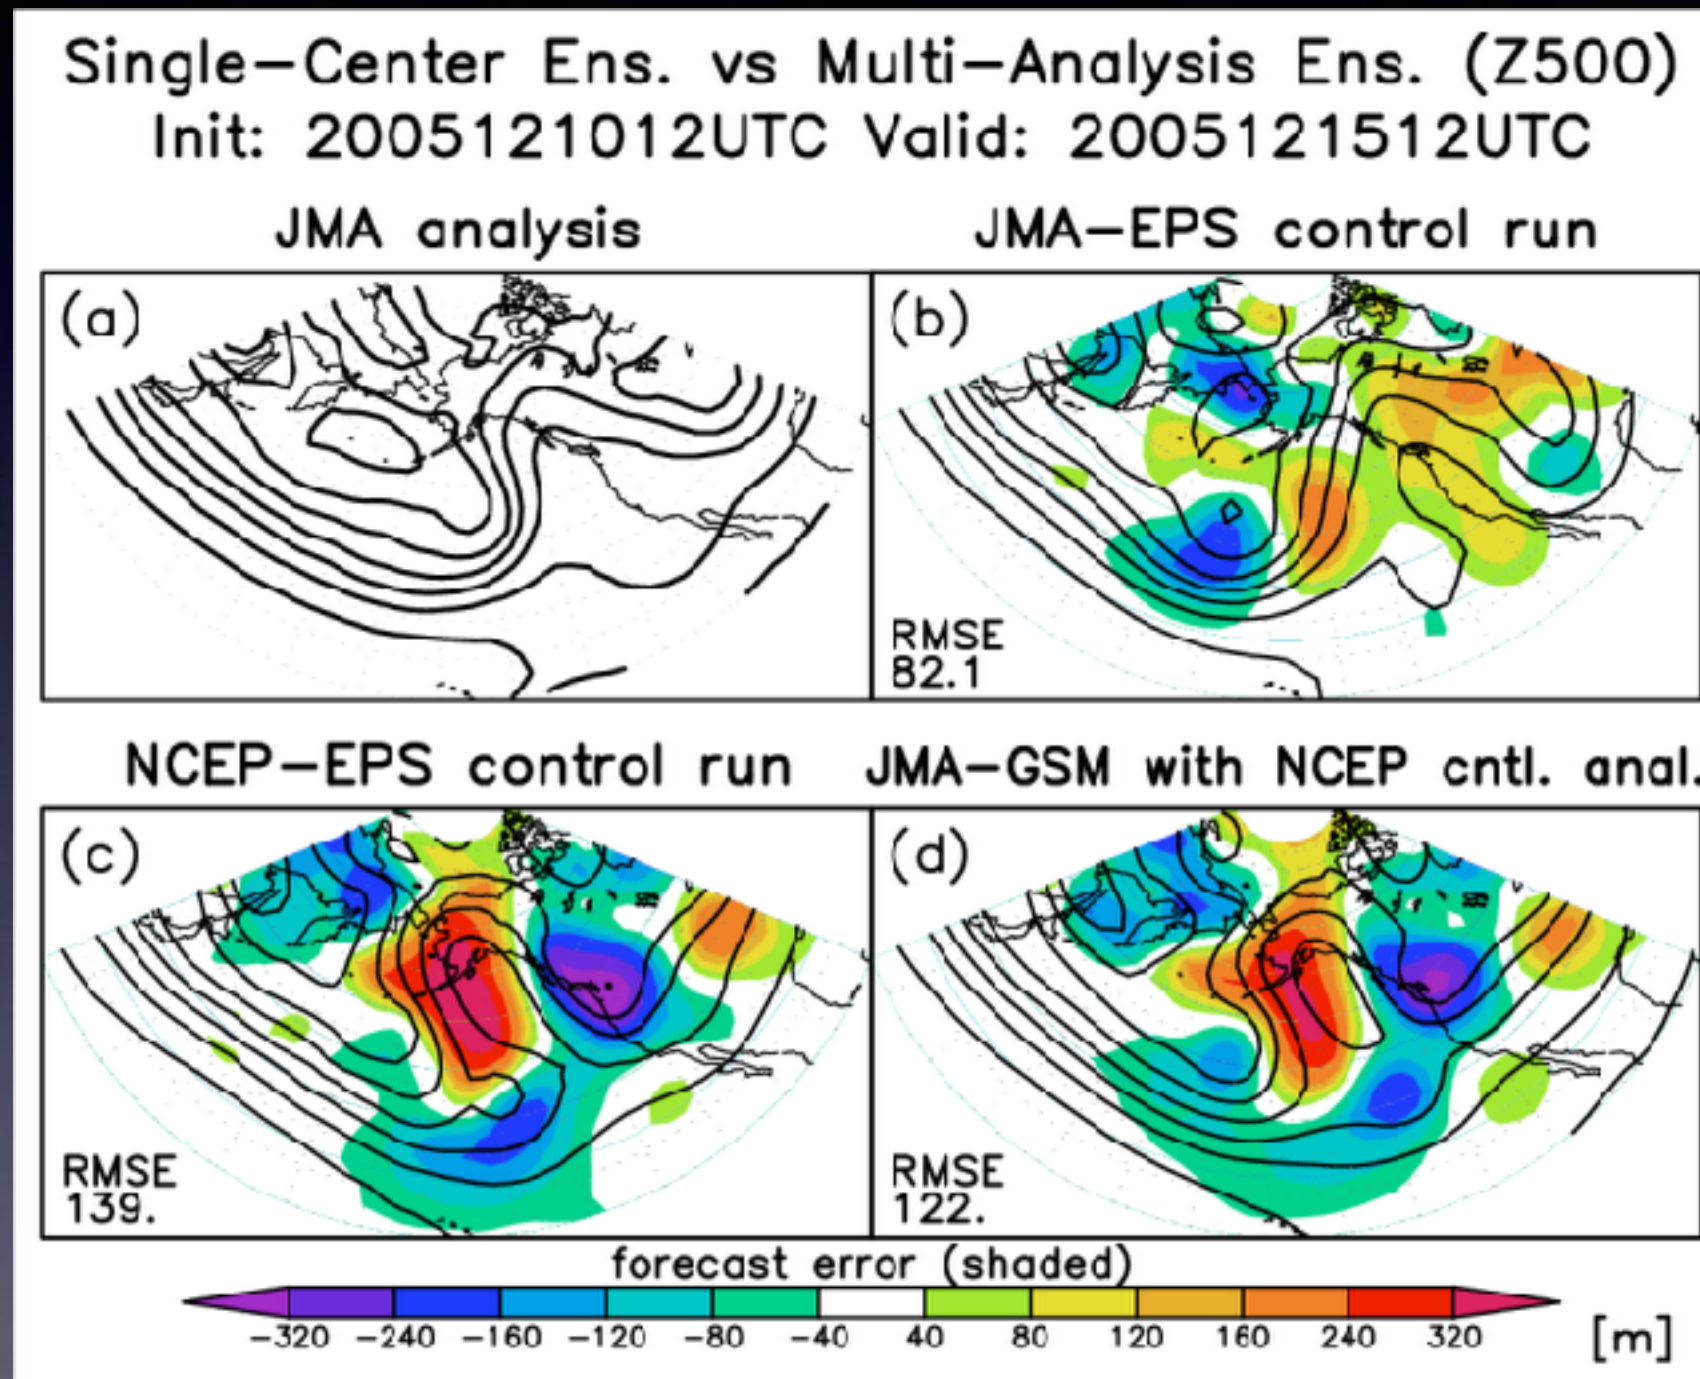 Single-Center Ens. vs Multi-Analysis Ens. (Z500)
Init: 2005121012UTC Valid: 2005121512UTC
JMA analysis
JMA-EPS control run
(a)
(b)
RMSE
82.1
NCEP-EPS control run
JMA-GSM with NCEP cntl. anal.
(c)
RMSE
139.
(d)
RMSE
122.
forecast error (shaded)
-320 -240 -160 -120 -80 -40 40 80 120 160 240 320
[m]